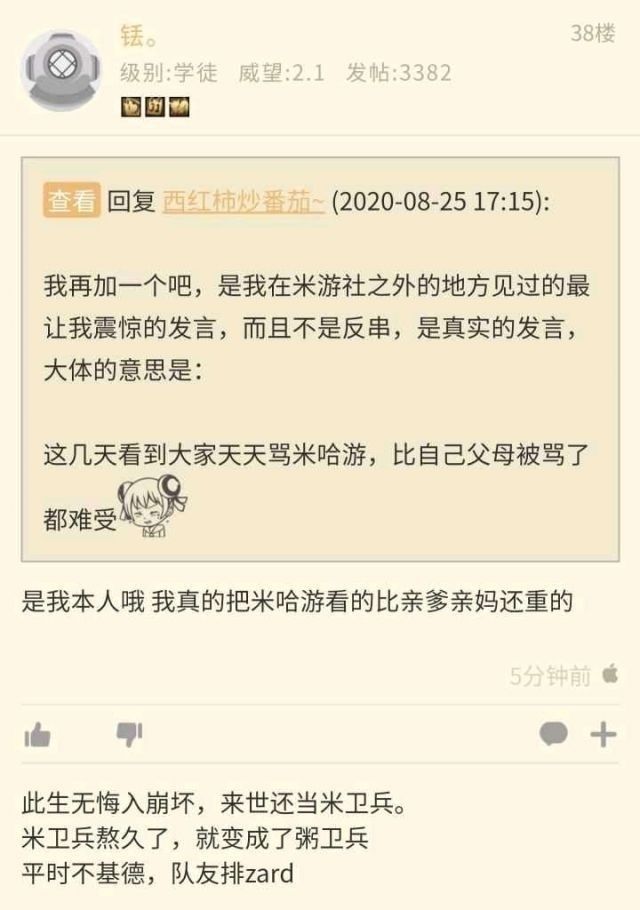 铥。
38楼
级别:学徒 威望:2.1 发帖:3382
查看 回复 西红柿炒番茄~ (2020-08-25 17:15):
我再加一个吧，是我在米游社之外的地方见过的最
让我震惊的发言，而且不是反串，是真实的发言，
大体的意思是：
这几天看到大家天天骂米哈游，比自己父母被骂了
都难受
是我本人哦 我真的把米哈游看的比亲爹亲妈还重的
5分钟前
此生无悔入崩坏，来世还当米卫兵。
米卫兵熬久了，就变成了粥卫兵
平时不基德，队友排zard